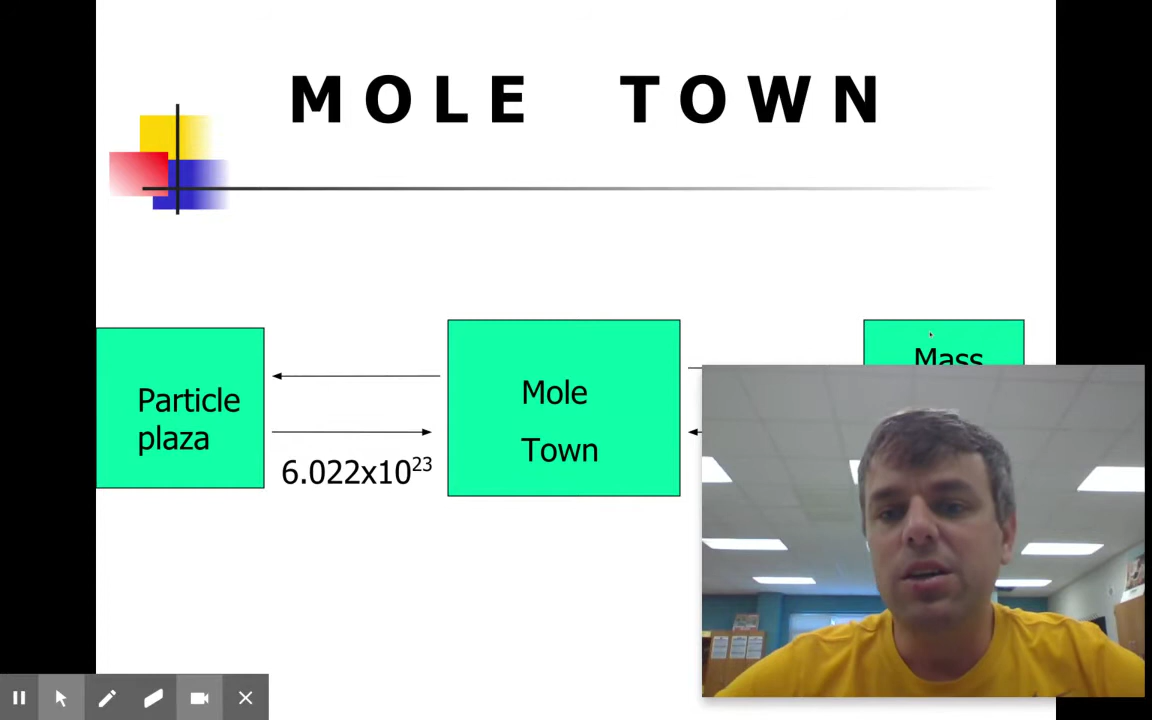 MOLE TOWN
Particle
plaza
6.022x10²³
Mole
Town
Mass